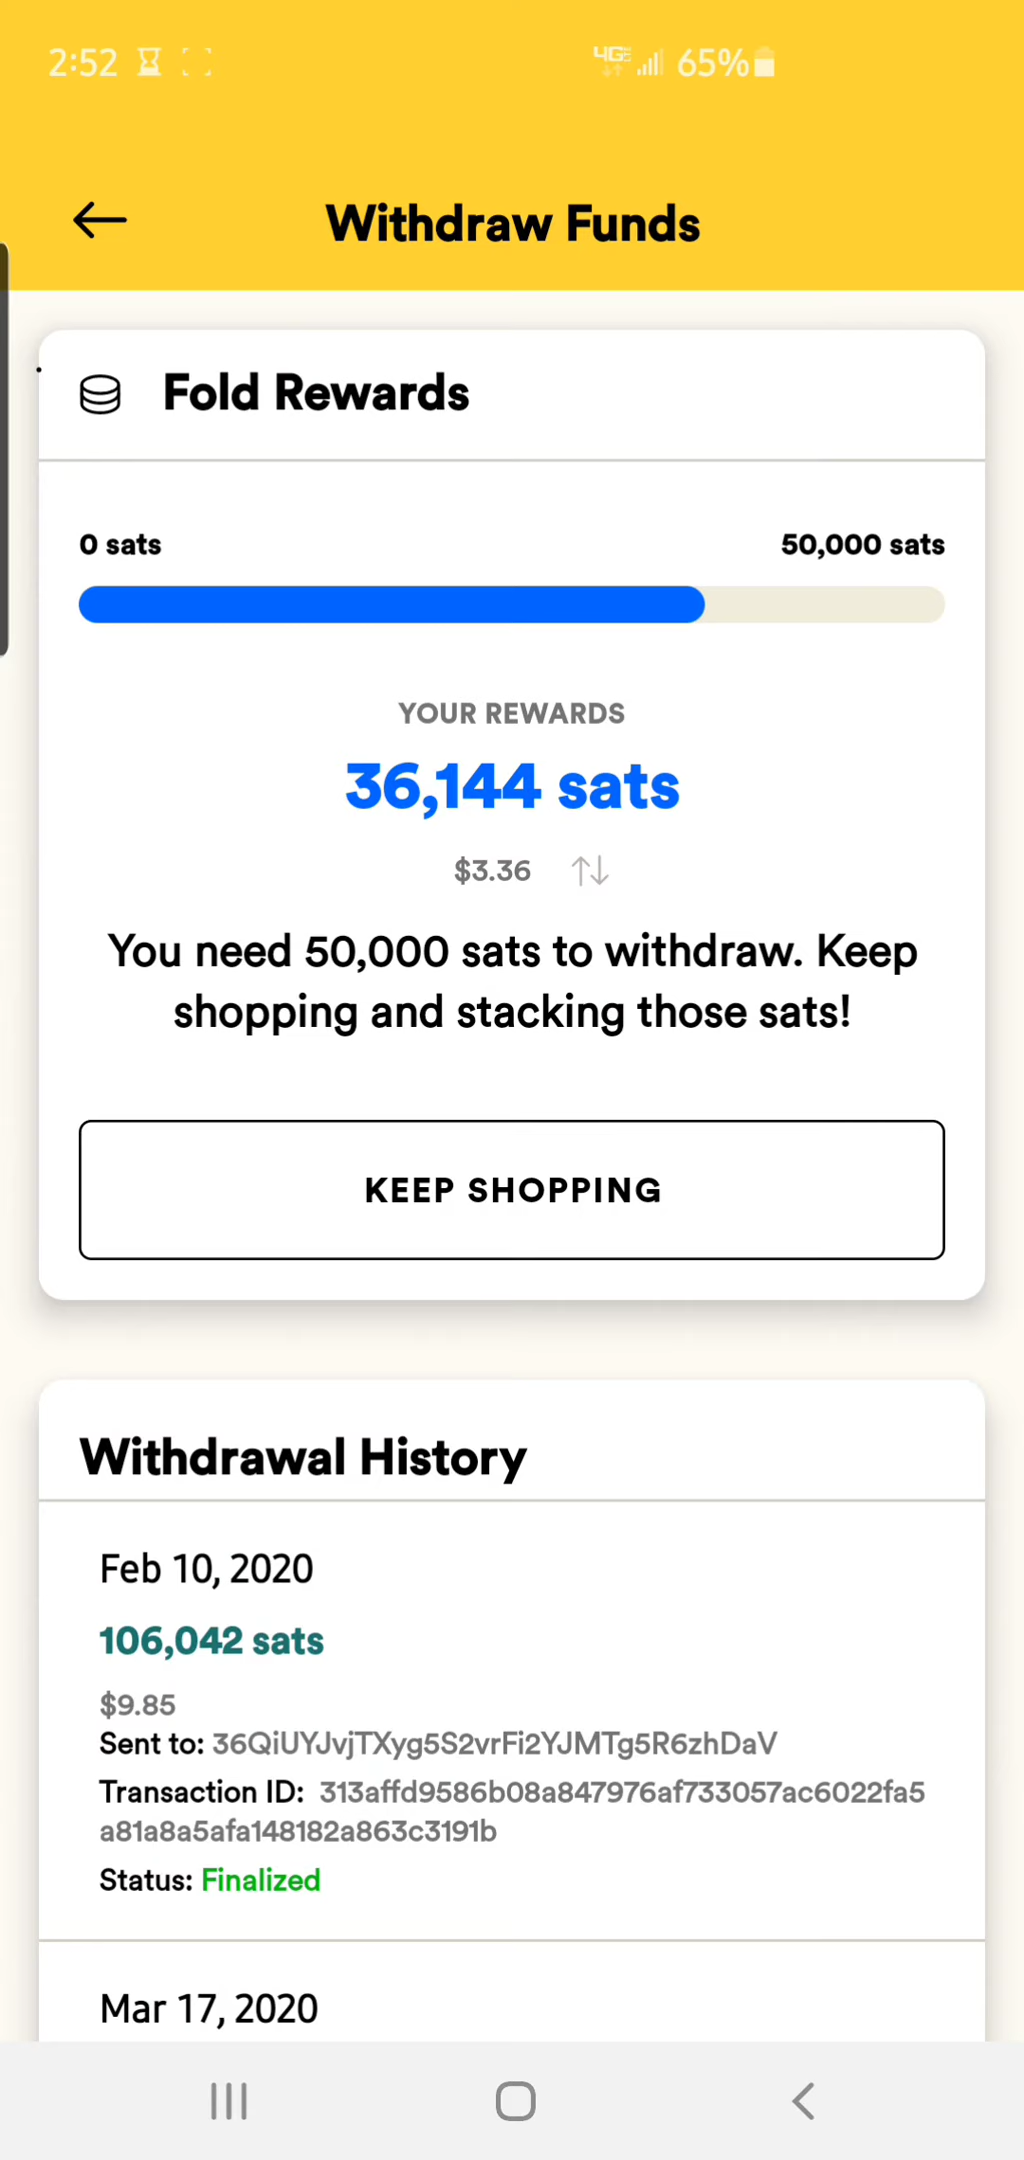 2:52
4GE 65%
Withdraw Funds
Fold Rewards
0 sats 50,000 sats
YOUR REWARDS
36,144 sats
$3.36
You need 50,000 sats to withdraw. Keep
shopping and stacking those sats!
KEEP SHOPPING
Withdrawal History
Feb 10, 2020
106,042 sats
$9.85
Sent to: 36QiUYJvjTXyg5S2vrFi2YJMTg5R6zhDaV
Transaction ID: 313affd9586b08a847976af733057ac6022fa5
a81a8a5afa148182a863c3191b
Status: Finalized
Mar 17, 2020